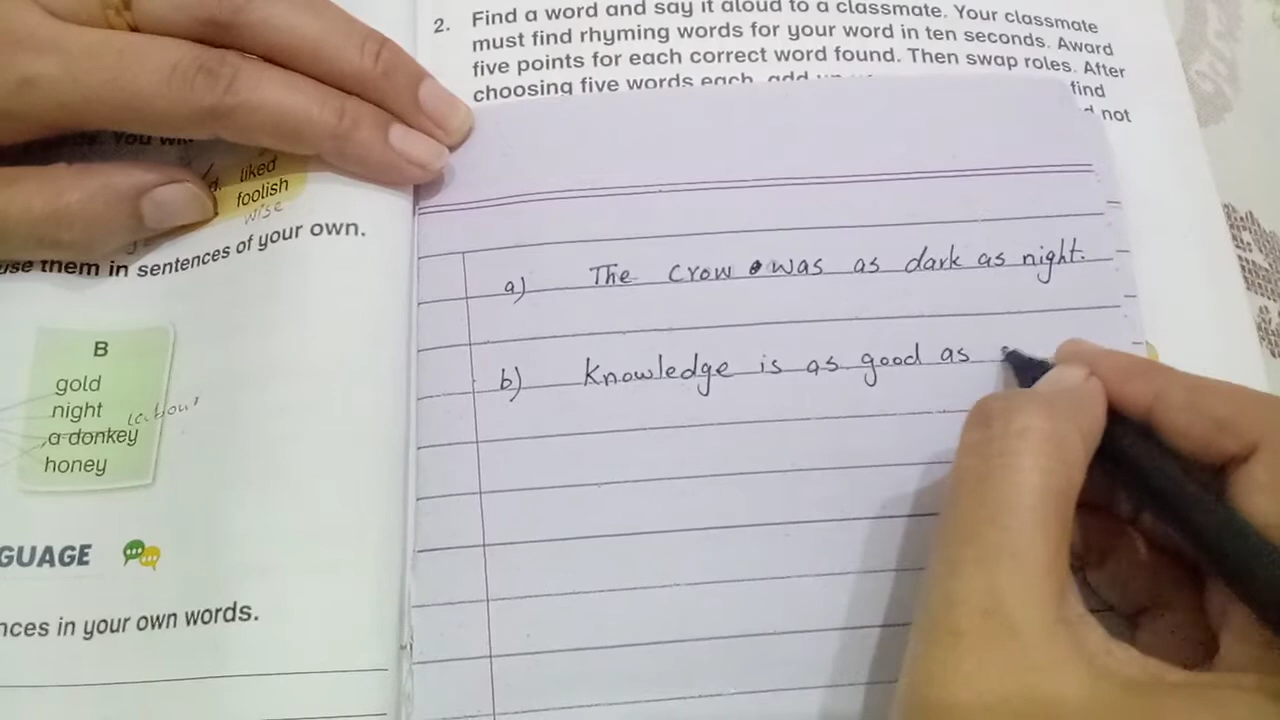 2. Find a word and say it aloud to a classmate. Your classmate
must find rhyming words for your word in ten seconds. Award
five points for each correct word found. Then swap roles. After
choosing five words each, add
find
not
You
d. liked
foolish
wise
use them in sentences of your own.
B
gold
night
labour
a donkey
honey
GUAGE
nces in your own words.
a) The crow was as dark as night.
b) Knowledge is as good as